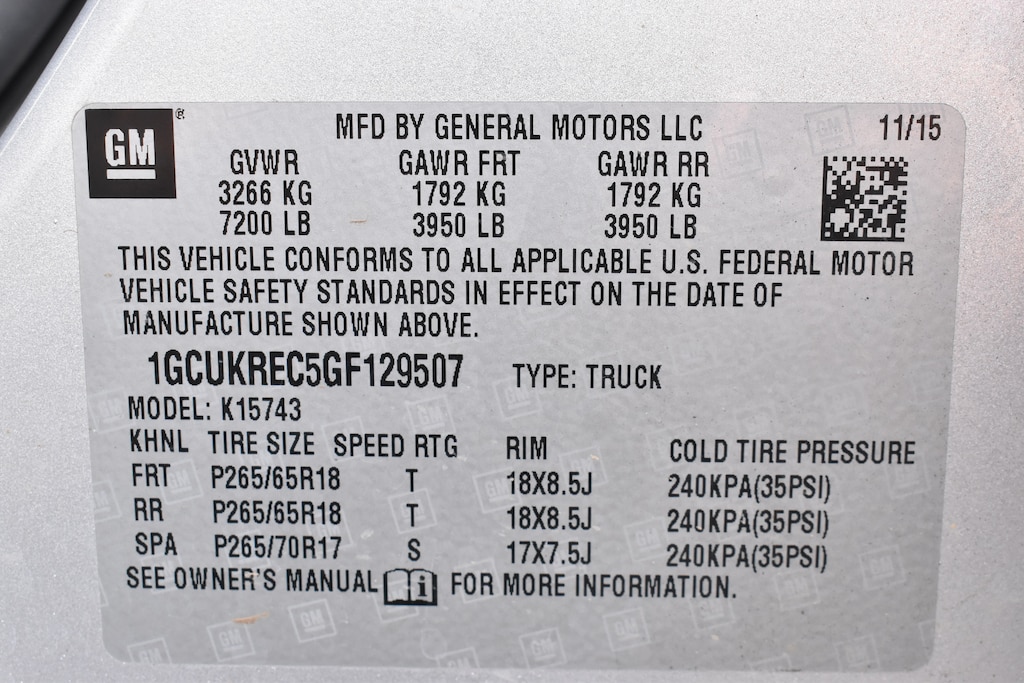 GM ®
MFD BY GENERAL MOTORS LLC 11/15
GVWR GAWR FRT GAWR RR
3266 KG 1792 KG 1792 KG
7200 LB 3950 LB 3950 LB
THIS VEHICLE CONFORMS TO ALL APPLICABLE U.S. FEDERAL MOTOR
VEHICLE SAFETY STANDARDS IN EFFECT ON THE DATE OF
MANUFACTURE SHOWN ABOVE.
1GCUKREC5GF129507 TYPE: TRUCK
MODEL: K15743
KHNL TIRE SIZE SPEED RTG RIM COLD TIRE PRESSURE
FRT P265/65R18 T 18X8.5J 240KPA(35PSI)
RR P265/65R18 T 18X8.5J 240KPA(35PSI)
SPA P265/70R17 S 17X7.5J 240KPA(35PSI)
SEE OWNER'S MANUAL i FOR MORE INFORMATION.